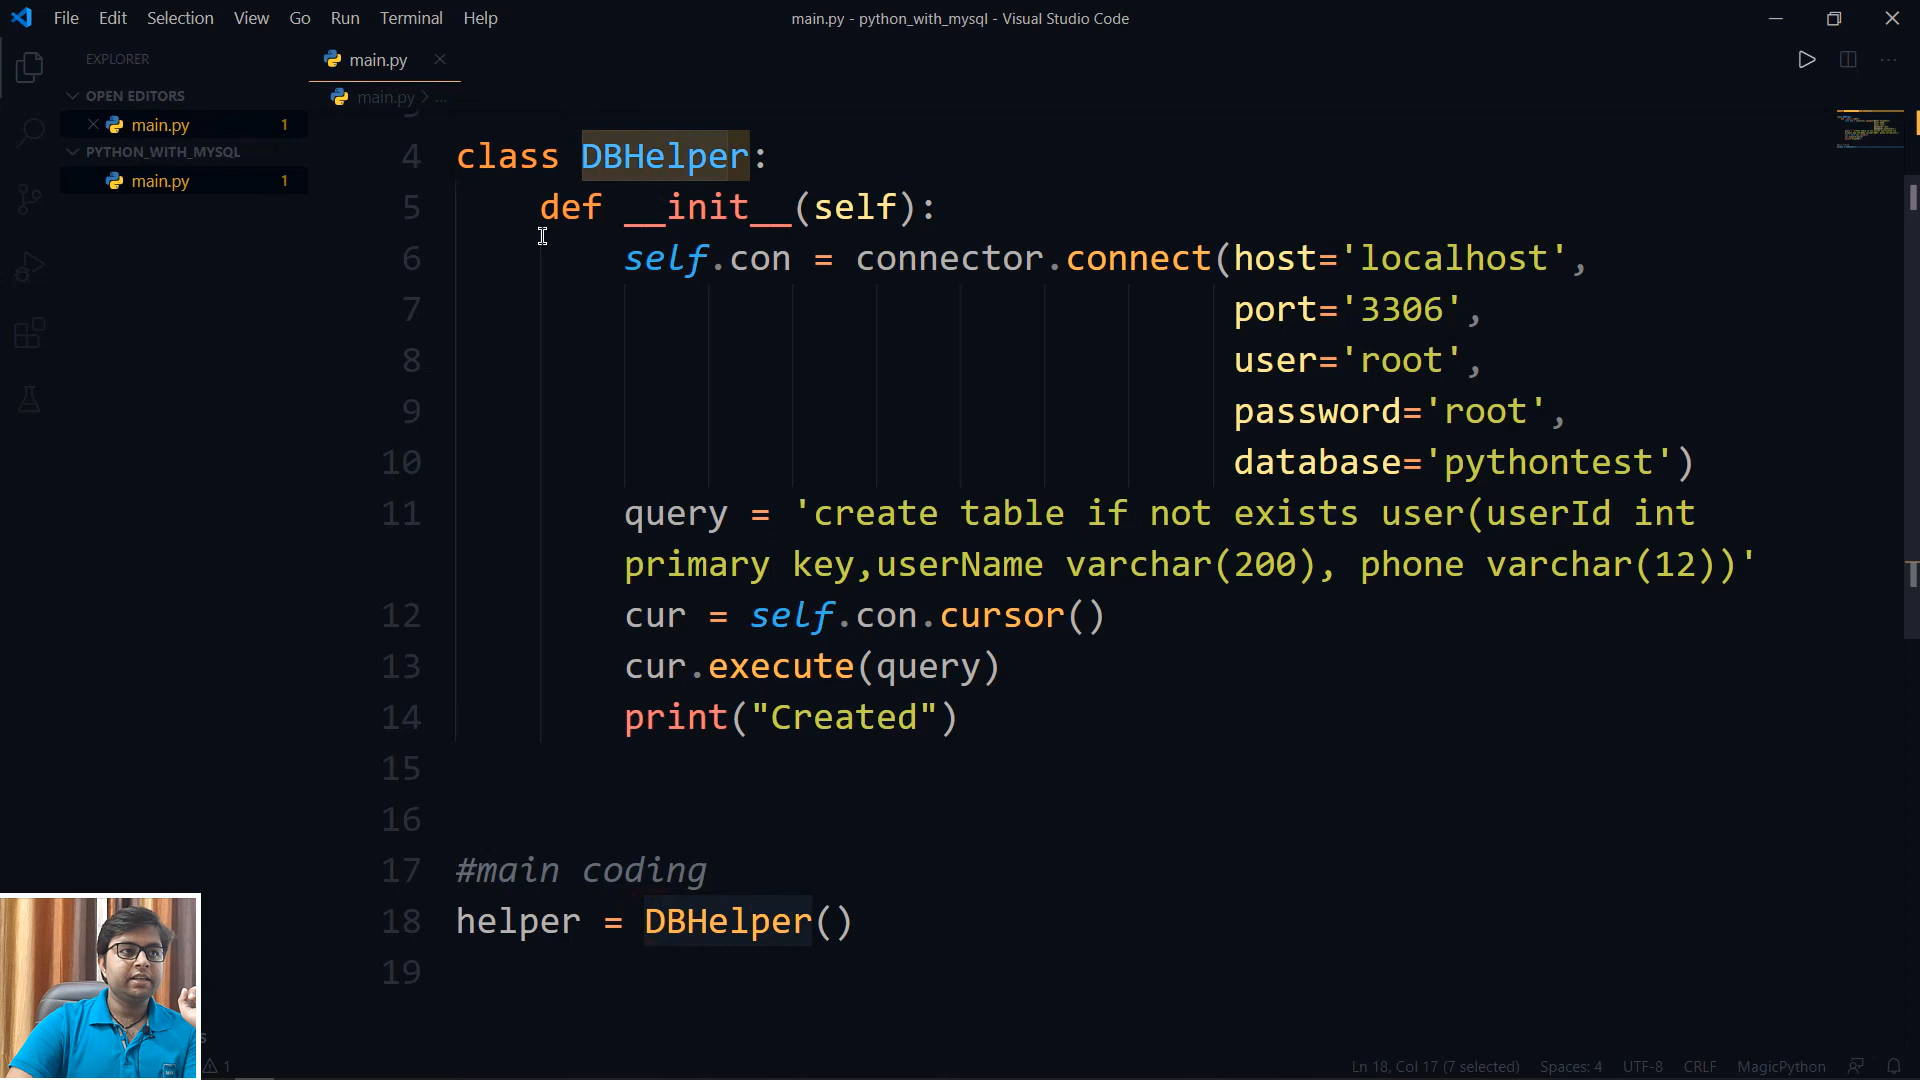 File Edit Selection View Go Run Terminal Help
main.py - python_with_mysql - Visual Studio Code
EXPLORER
OPEN EDITORS
main.py 1
PYTHON_WITH_MYSQL
main.py 1
main.py
main.py > ...
4 class DBHelper:
5 def __init__(self):
6 self.con = connector.connect(host='localhost',
7 port='3306',
8 user='root',
9 password='root',
10 database='pythontest')
11 query = 'create table if not exists user(userId int
primary key,userName varchar(200), phone varchar(12))'
12 cur = self.con.cursor()
13 cur.execute(query)
14 print("Created")
15
16
17 #main coding
18 helper = DBHelper()
19
1
Ln 18, Col 17 (7 selected) Spaces: 4 UTF-8 CRLF MagicPython